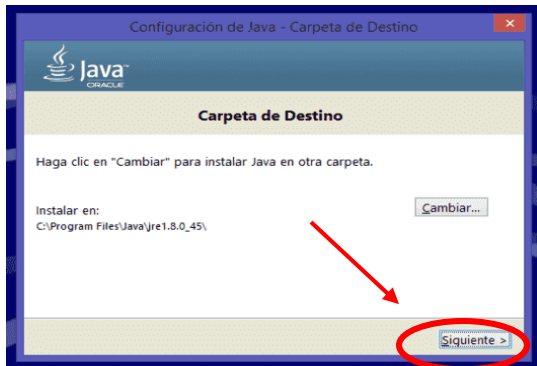 Configuración de Java - Carpeta de Destino
Java
ORACLE
Carpeta de Destino
Haga clic en "Cambiar" para instalar Java en otra carpeta.
Instalar en:
Cambiar...
C:\Program Files\Java\jre1.8.0_45\
Siguiente >